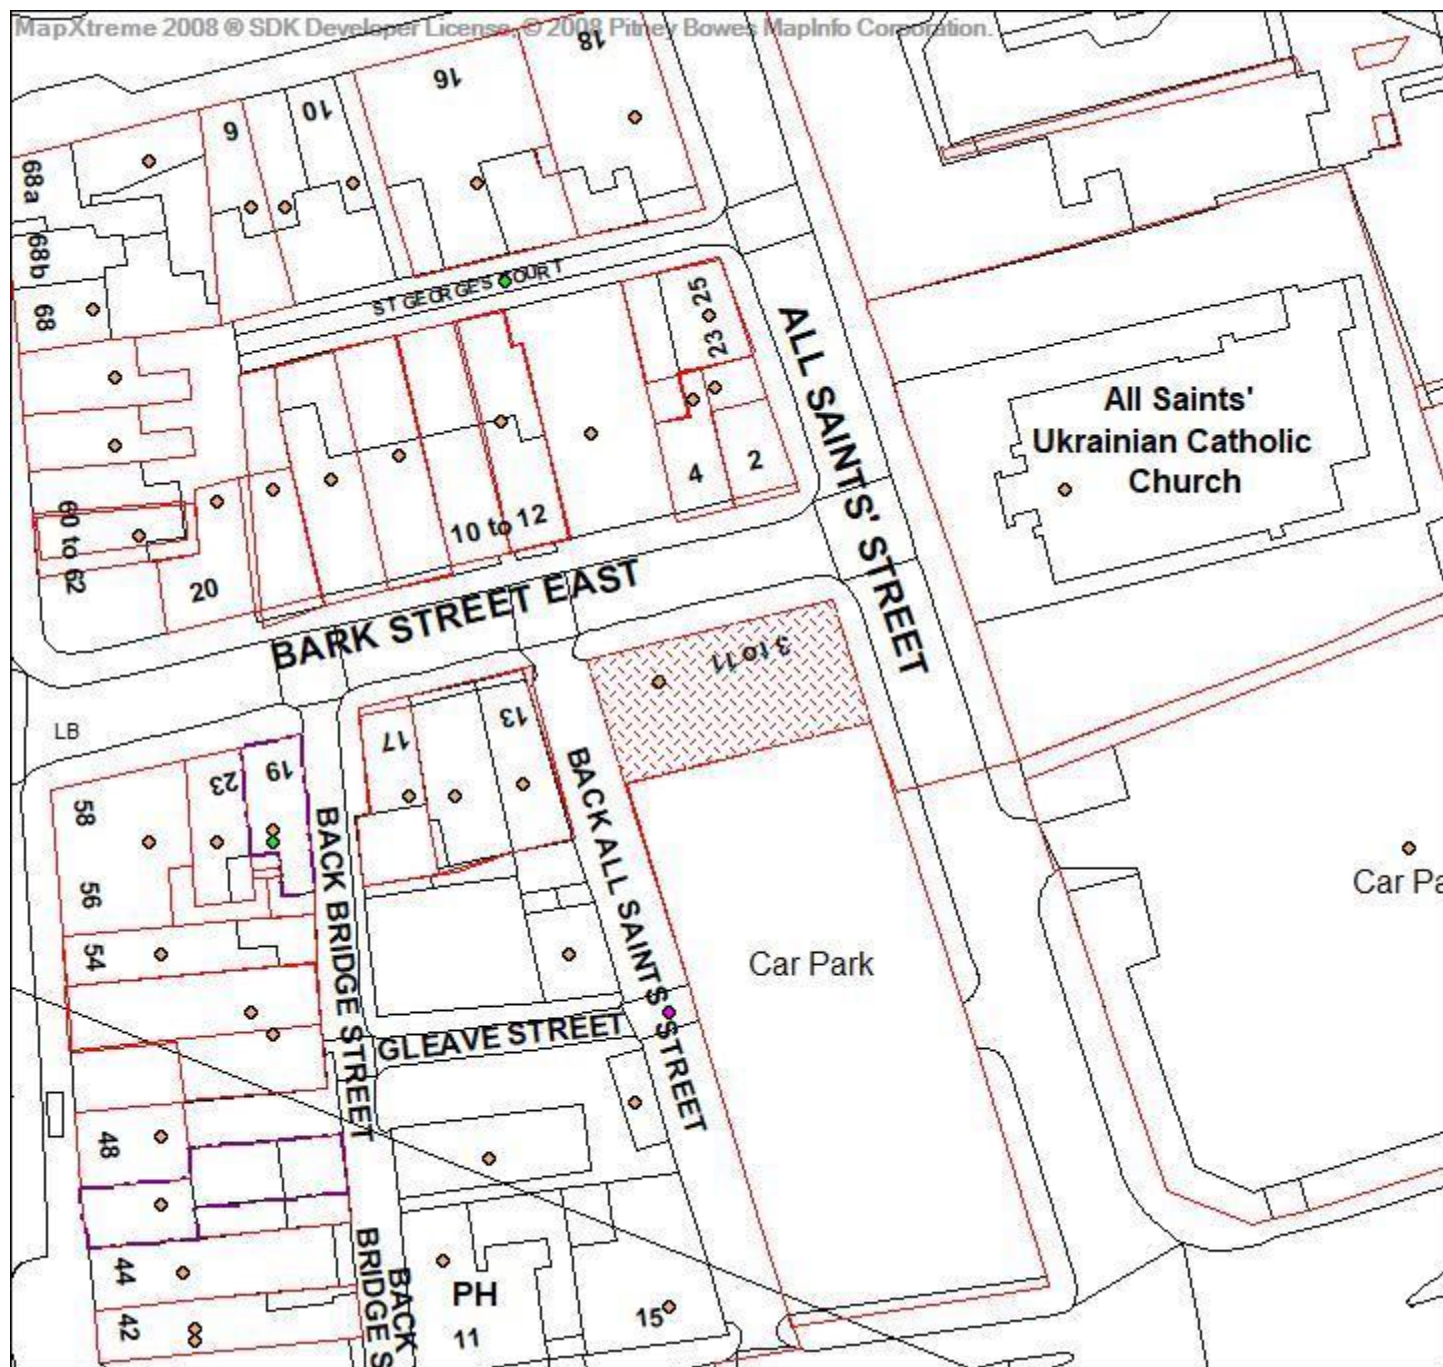 MapXtreme 2008 ® SDK Developer License, © 2008 Pitney Bowes MapInfo Corporation.
18
16
10
6
68a
68b
68
ST GEORGE'S COURT
23 to 25
ALL SAINTS' STREET
All Saints'
Ukrainian Catholic
Church
4
2
10 to 12
60 to 62
20
BARK STREET EAST
3 to 11
LB
13
17
19
23
58
56
54
BACK BRIDGE STREET
BACK ALL SAINTS STREET
Car Park
Car Pa
GLEAVE STREET
48
44
42
BACK
BRIDGE S
PH
11
15